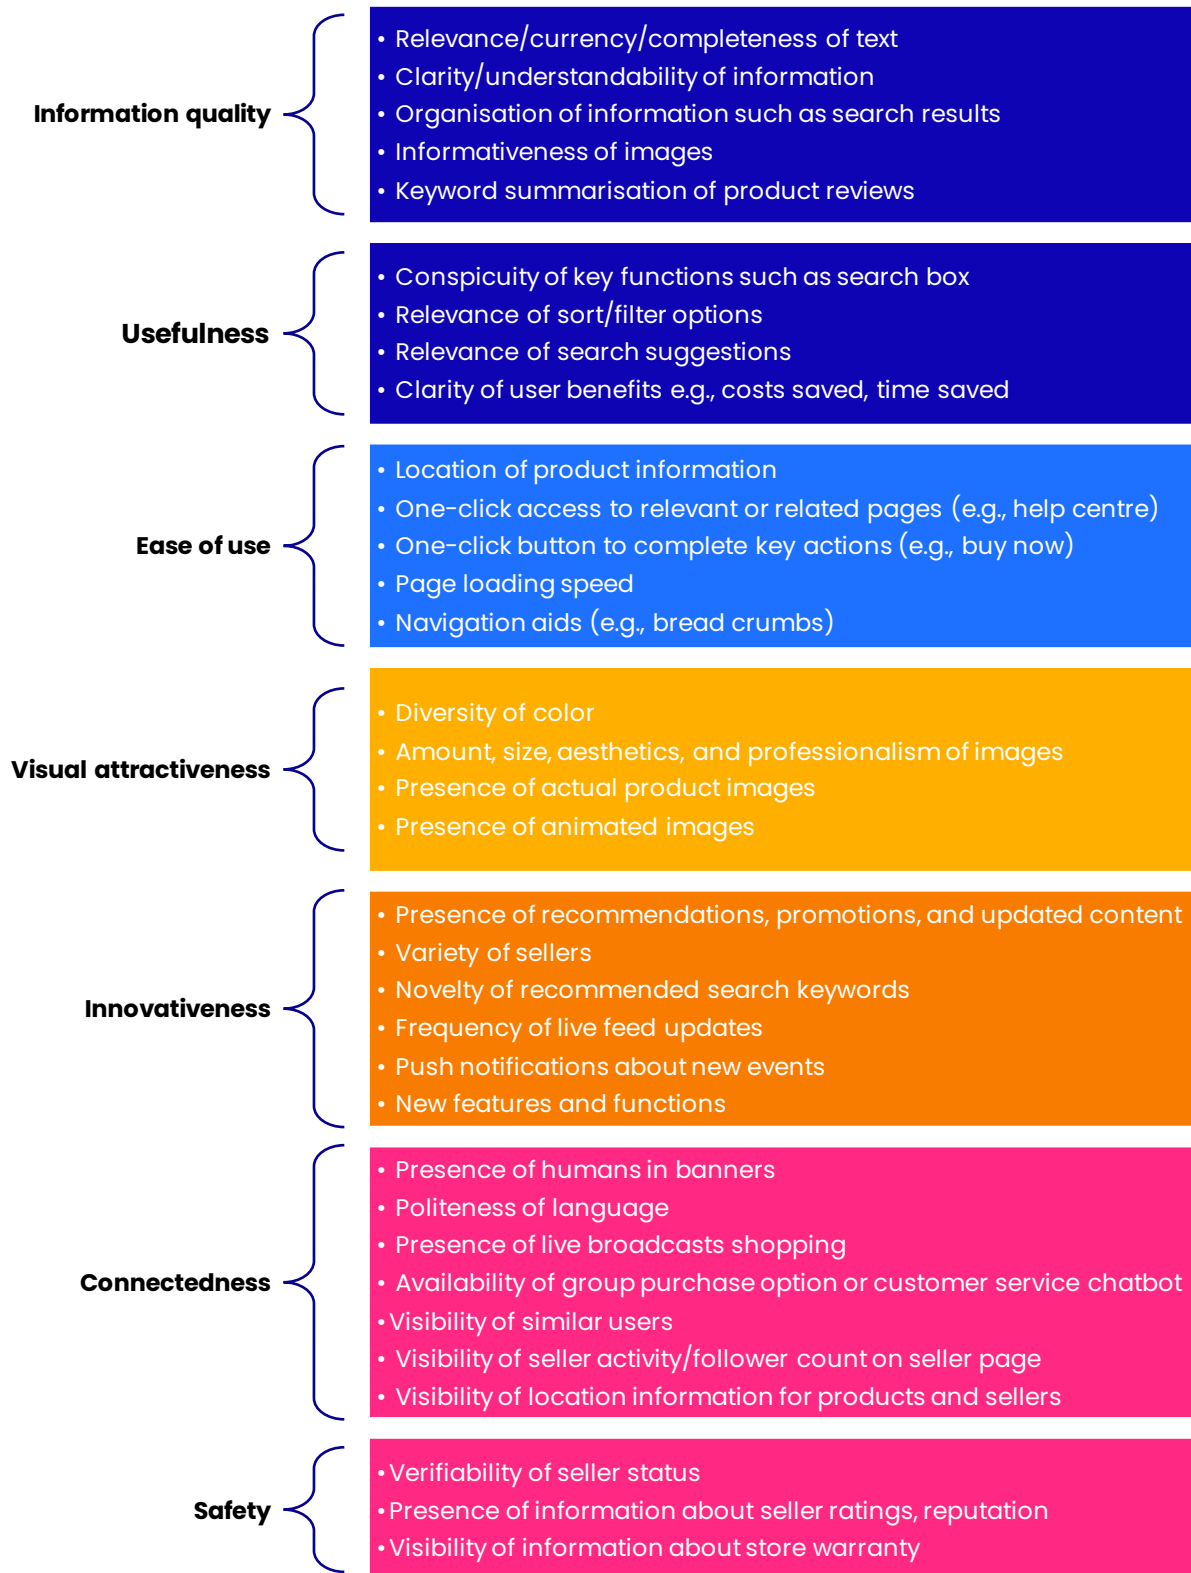 Information quality
• Relevance/currency/completeness of text
• Clarity/understandability of information
• Organisation of information such as search results
• Informativeness of images
• Keyword summarisation of product reviews
Usefulness
• Conspicuity of key functions such as search box
• Relevance of sort/filter options
• Relevance of search suggestions
• Clarity of user benefits e.g., costs saved, time saved
Ease of use
• Location of product information
• One-click access to relevant or related pages (e.g., help centre)
• One-click button to complete key actions (e.g., buy now)
• Page loading speed
• Navigation aids (e.g., bread crumbs)
Visual attractiveness
• Diversity of color
• Amount, size, aesthetics, and professionalism of images
• Presence of actual product images
• Presence of animated images
Innovativeness
• Presence of recommendations, promotions, and updated content
• Variety of sellers
• Novelty of recommended search keywords
• Frequency of live feed updates
• Push notifications about new events
• New features and functions
Connectedness
• Presence of humans in banners
• Politeness of language
• Presence of live broadcasts shopping
• Availability of group purchase option or customer service chatbot
• Visibility of similar users
• Visibility of seller activity/follower count on seller page
• Visibility of location information for products and sellers
Safety
• Verifiability of seller status
• Presence of information about seller ratings, reputation
• Visibility of information about store warranty